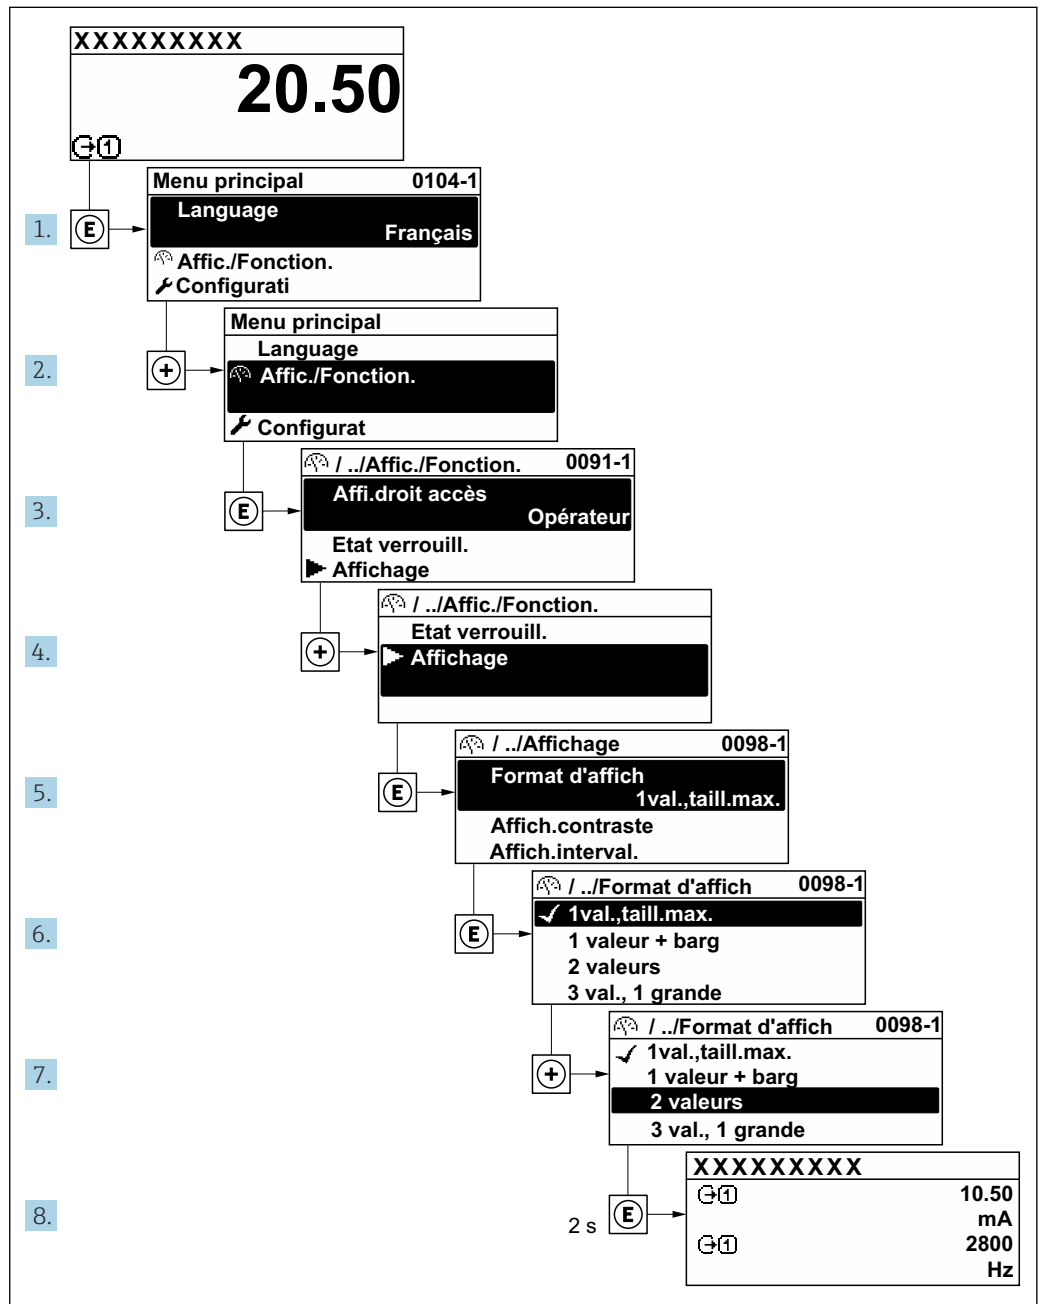 XXXXXXXXX
20.50
1
Menu principal 0104-1
Language
Français
1. E
Affic./Fonction.
Configurati
Menu principal
Language
2. +
Affic./Fonction.
Configurat
/ ../Affic./Fonction. 0091-1
Affi.droit accès
3. E
Opérateur
Etat verrouill.
Affichage
/ ../Affic./Fonction.
Etat verrouill.
4. +
Affichage
/ ../Affichage 0098-1
Format d'affich
5. E
1val.,taill.max.
Affich.contraste
Affich.interval.
/ ../Format d'affich 0098-1
1val.,taill.max.
6. E
1 valeur + barg
2 valeurs
3 val., 1 grande
/ ../Format d'affich 0098-1
1val.,taill.max.
7. +
1 valeur + barg
2 valeurs
3 val., 1 grande
XXXXXXXXX
1 10.50
8. 2 s E
mA
1 2800
Hz